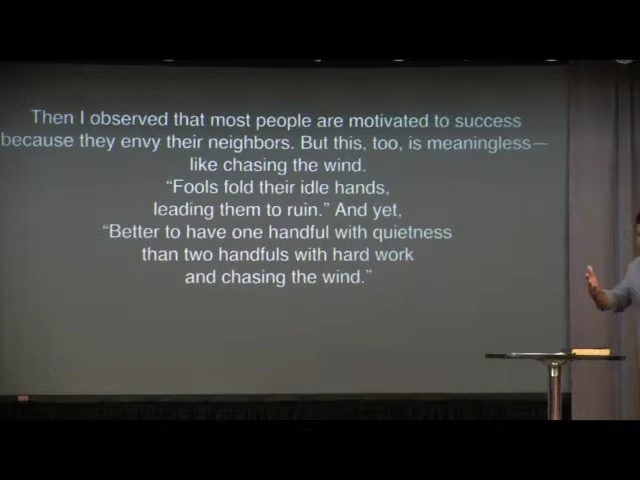 Then I observed that most people are motivated to success
because they envy their neighbors. But this, too, is meaningless—
like chasing the wind.
“Fools fold their idle hands,
leading them to ruin.” And yet,
“Better to have one handful with quietness
than two handfuls with hard work
and chasing the wind.”